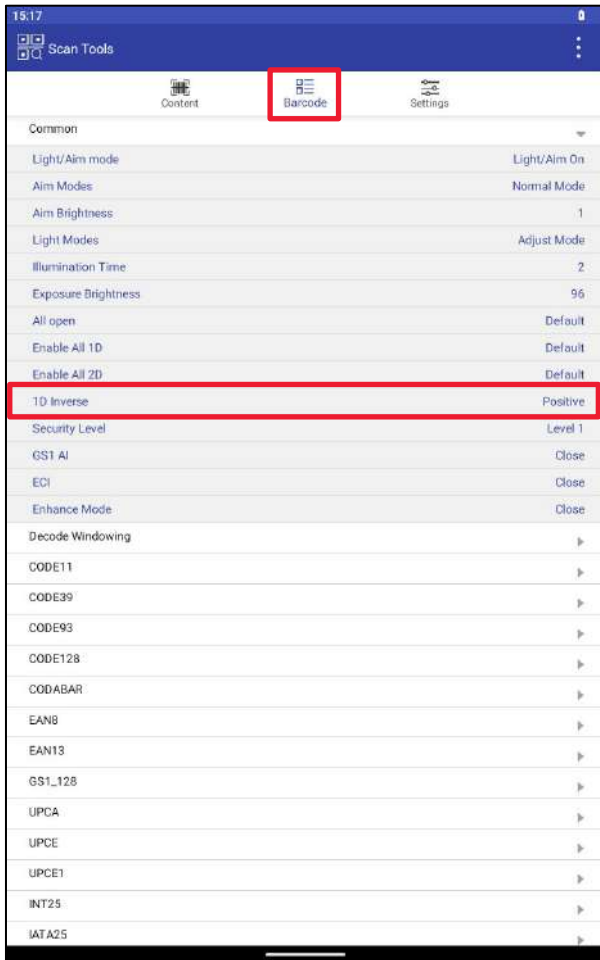 15:17
Scan Tools
Content Barcode Settings
Common
Light/Aim mode Light/Aim On
Aim Modes Normal Mode
Aim Brightness 1
Light Modes Adjust Mode
Illumination Time 2
Exposure Brightness 96
All open Default
Enable All 1D Default
Enable All 2D Default
1D Inverse Positive
Security Level Level 1
GS1 AI Close
ECI Close
Enhance Mode Close
Decode Windowing
CODE11
CODE39
CODE93
CODE128
CODABAR
EAN8
EAN13
GS1_128
UPCA
UPCE
UPCE1
INT25
IATA25